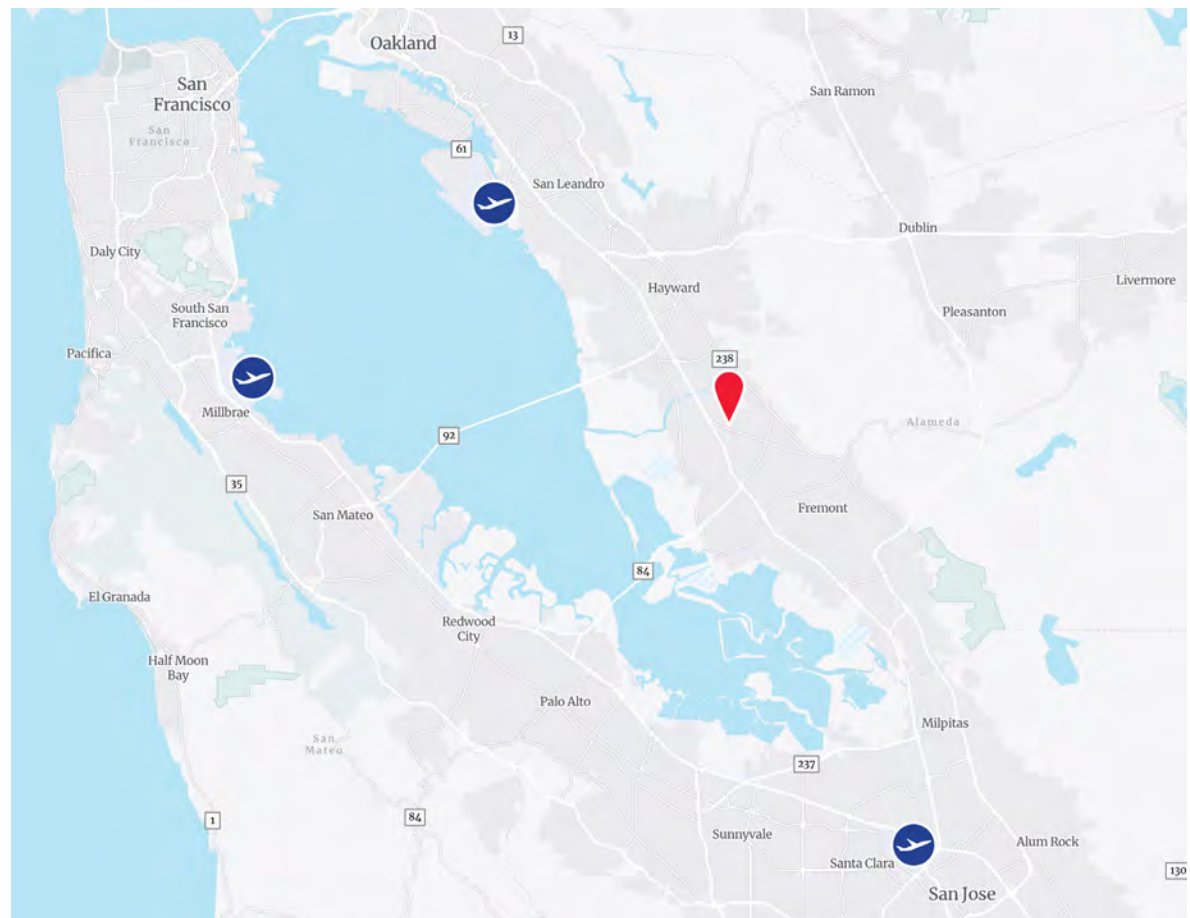 Oakland
13
San
Francisco
San
Francisco
San Ramon
61
San Leandro
Dublin
Daly City
Livermore
Hayward
South San
Francisco
Pleasanton
Pacifica
238
Millbrae
Alameda
92
35
San Mateo
Fremont
84
El Granada
Redwood
City
Half Moon
Bay
Palo Alto
Milpitas
San
Mateo
237
1
84
Sunnyvale
Alum Rock
Santa Clara
130
San Jose